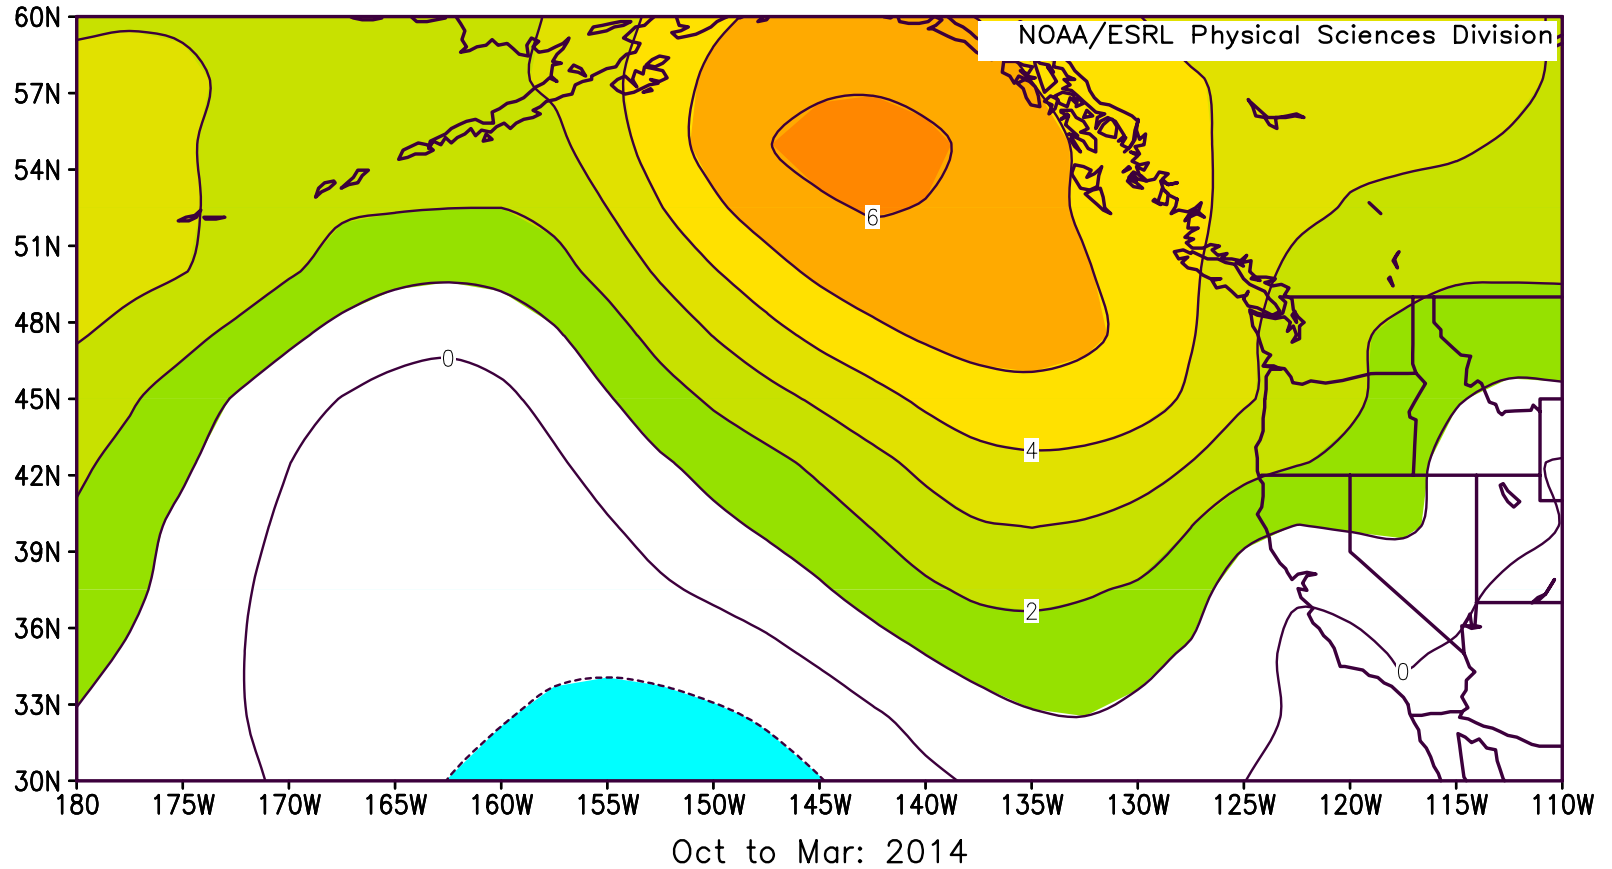 NOAA/ESRL Physical Sciences Division
60N
57N
54N
51N
48N
45N
42N
39N
36N
33N
30N
6
0
4
2
0
180 175W 170W 165W 160W 155W 150W 145W 140W 135W 130W 125W 120W 115W 110W
Oct to Mar: 2014